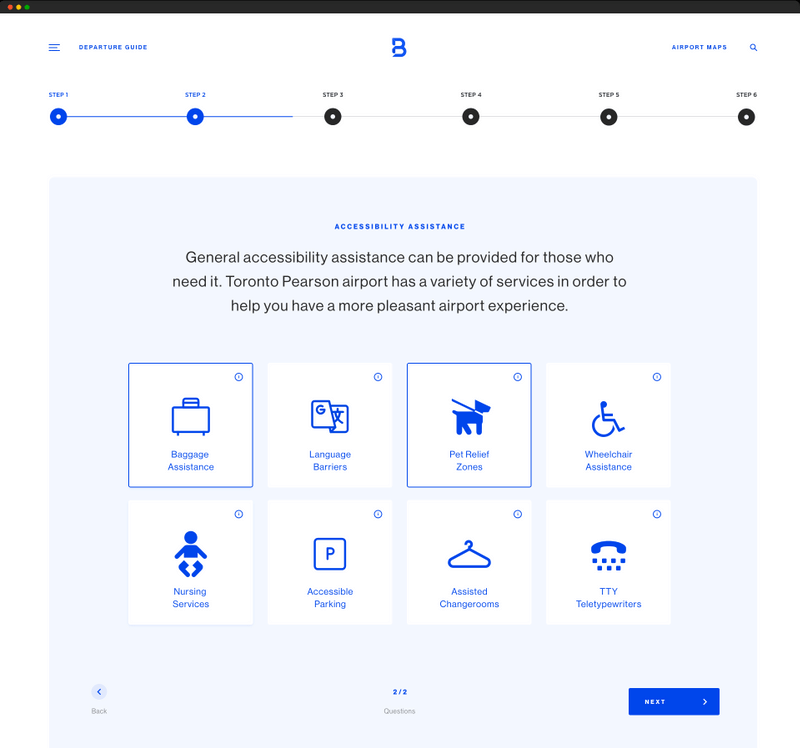 DEPARTURE GUIDE
B
AIRPORT MAPS
STEP 1
STEP 2
STEP 3
STEP 4
STEP 5
STEP 6
ACCESSIBILITY ASSISTANCE
General accessibility assistance can be provided for those who
need it. Toronto Pearson airport has a variety of services in order to
help you have a more pleasant airport experience.
Baggage
Assistance
G 文
Language
Barriers
Pet Relief
Zones
Wheelchair
Assistance
Nursing
Services
P
Accessible
Parking
Assisted
Changerooms
TTY
Teletypewriters
Back
2/2
Questions
NEXT